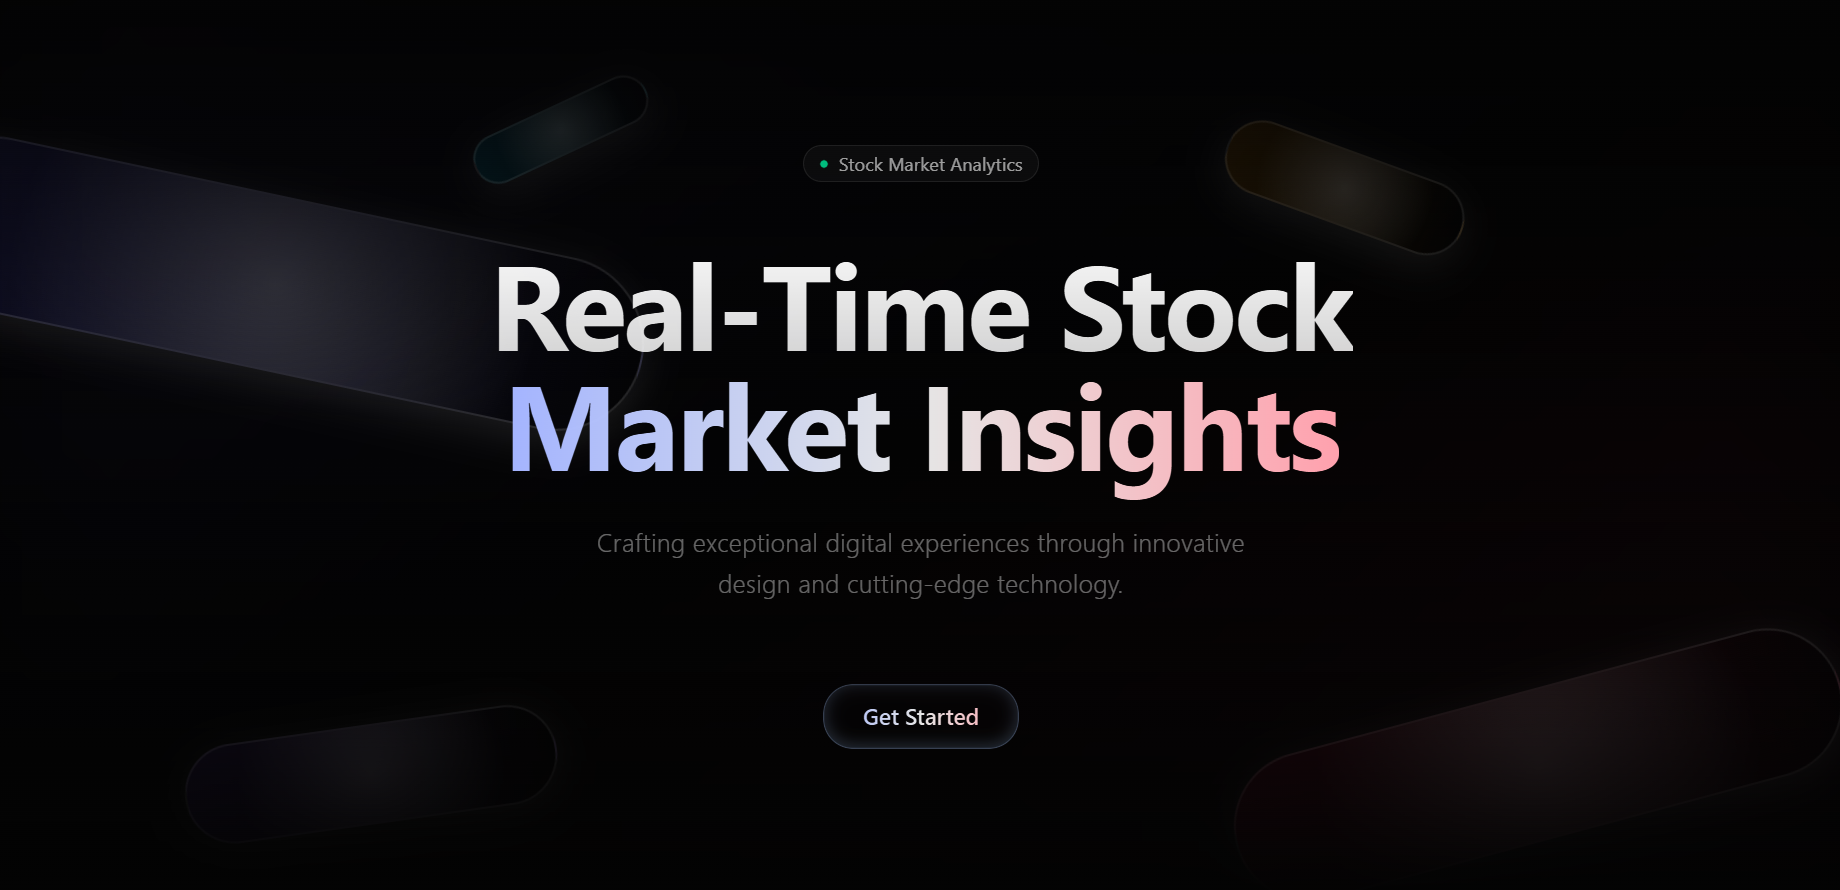 Stock Market Analytics
Real-Time Stock
Market Insights
Crafting exceptional digital experiences through innovative
design and cutting-edge technology.
Get Started